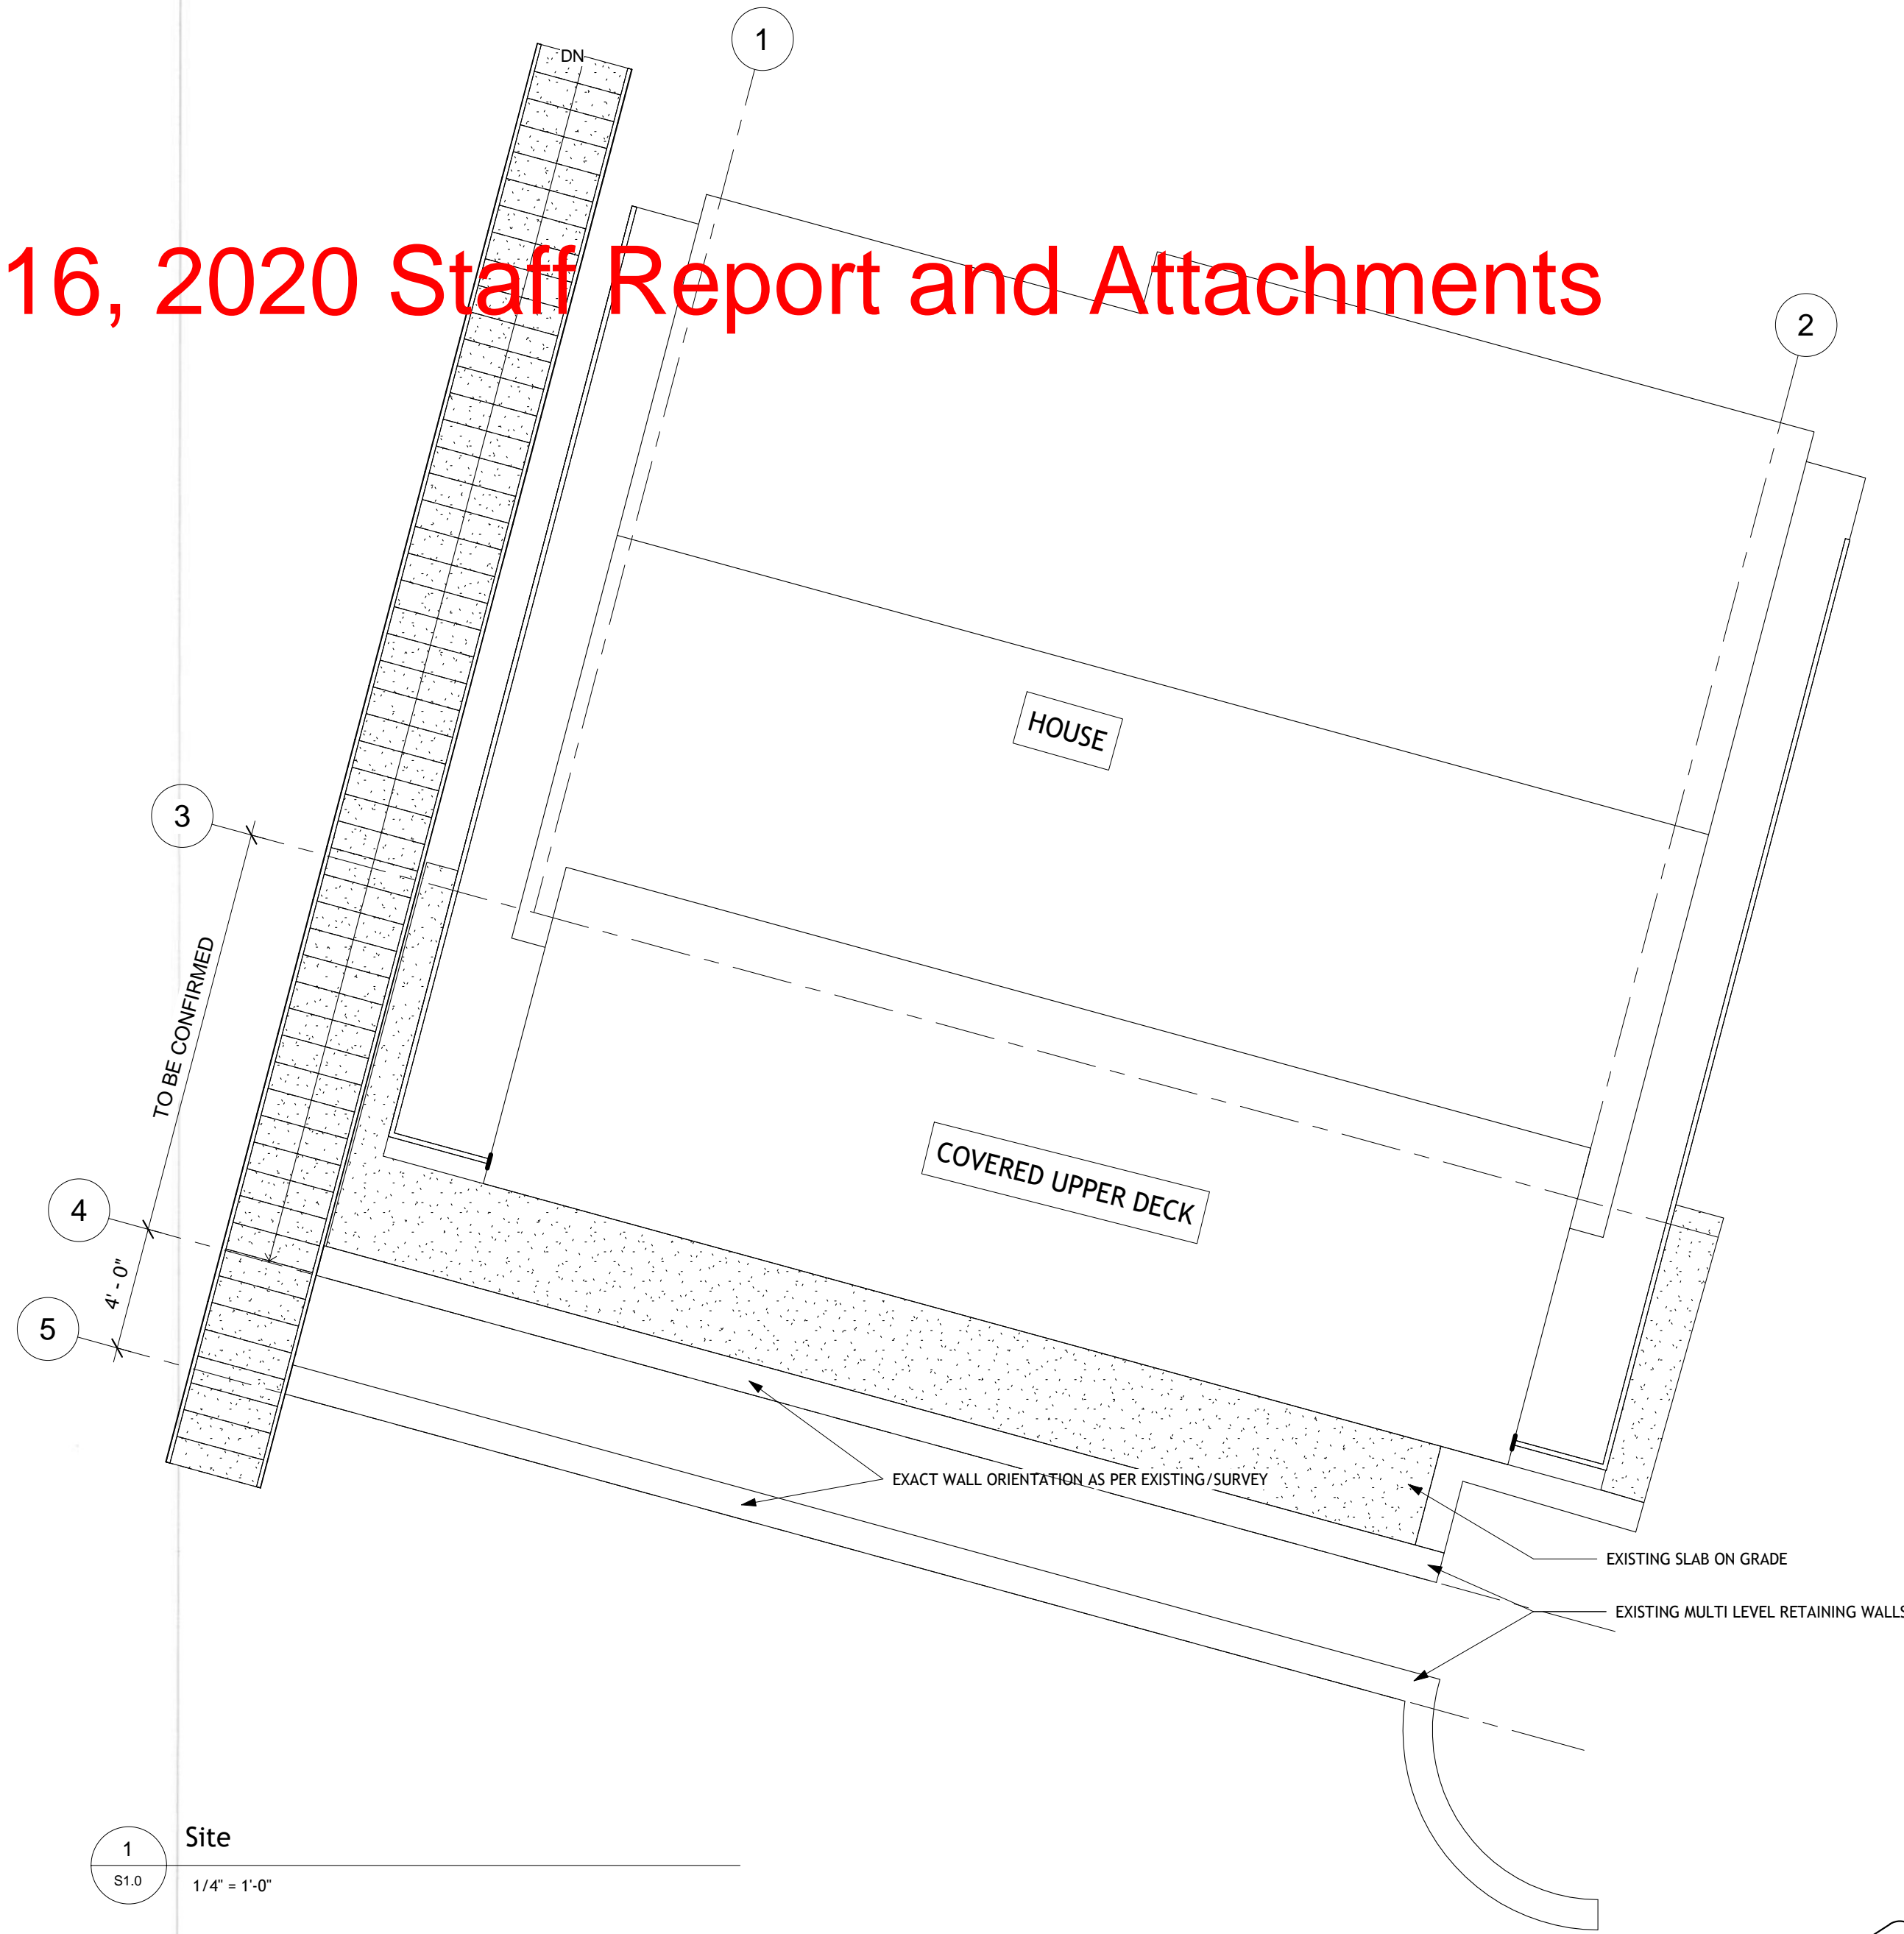 DN
1
16, 2020 Staff Report and Attachments
2
HOUSE
3
TO BE CONFIRMED
COVERED UPPER DECK
4
4' - 0"
5
EXACT WALL ORIENTATION AS PER EXISTING/SURVEY
EXISTING SLAB ON GRADE
EXISTING MULTI LEVEL RETAINING WALLS
1
Site
S1.0
1/4" = 1'-0"